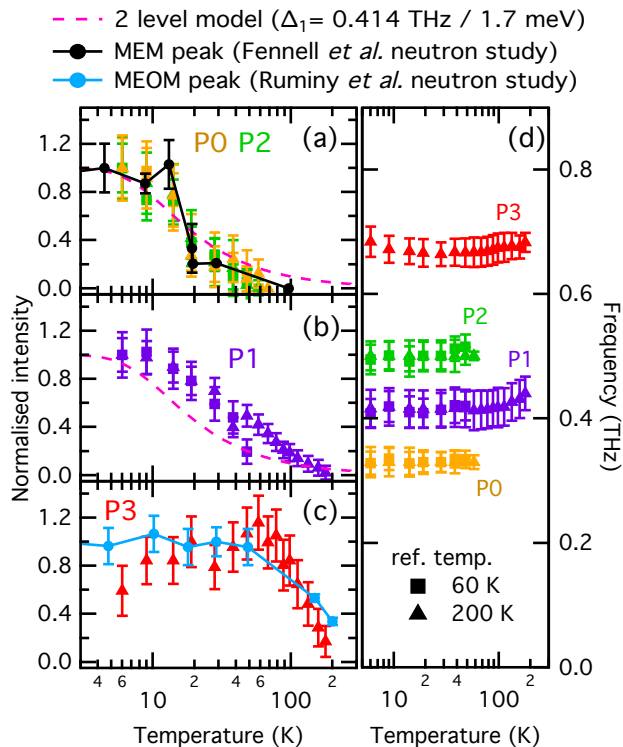 2 level model (Δ1= 0.414 THz / 1.7 meV)
MEM peak (Fennell et al. neutron study)
MEOM peak (Ruminy et al. neutron study)
Normalised intensity
1.2
0.8
0.4
0.0
P0 P2
(a)
1.2
0.8
0.4
0.0
P1
(b)
1.2
0.8
0.4
0.0
P3
(c)
4 6 10 2 4 6 100 2
Temperature (K)
(d)
P3
P2
P1
P0
ref. temp.
60 K
200 K
10 2 4 100 2
Temperature (K)
0.8
0.6
0.4
0.2
0.0
Frequency (THz)